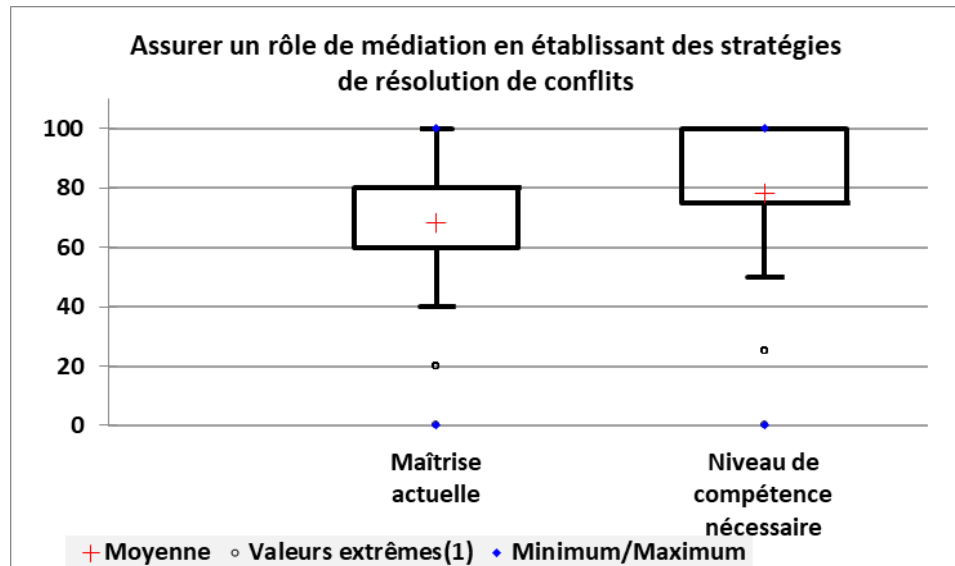 Assurer un rôle de médiation en établissant des stratégies
de résolution de conflits
100
80
60
40
20
0
Maîtrise
actuelle
Niveau de
compétence
nécessaire
Moyenne
Valeurs extrêmes(1)
Minimum/Maximum